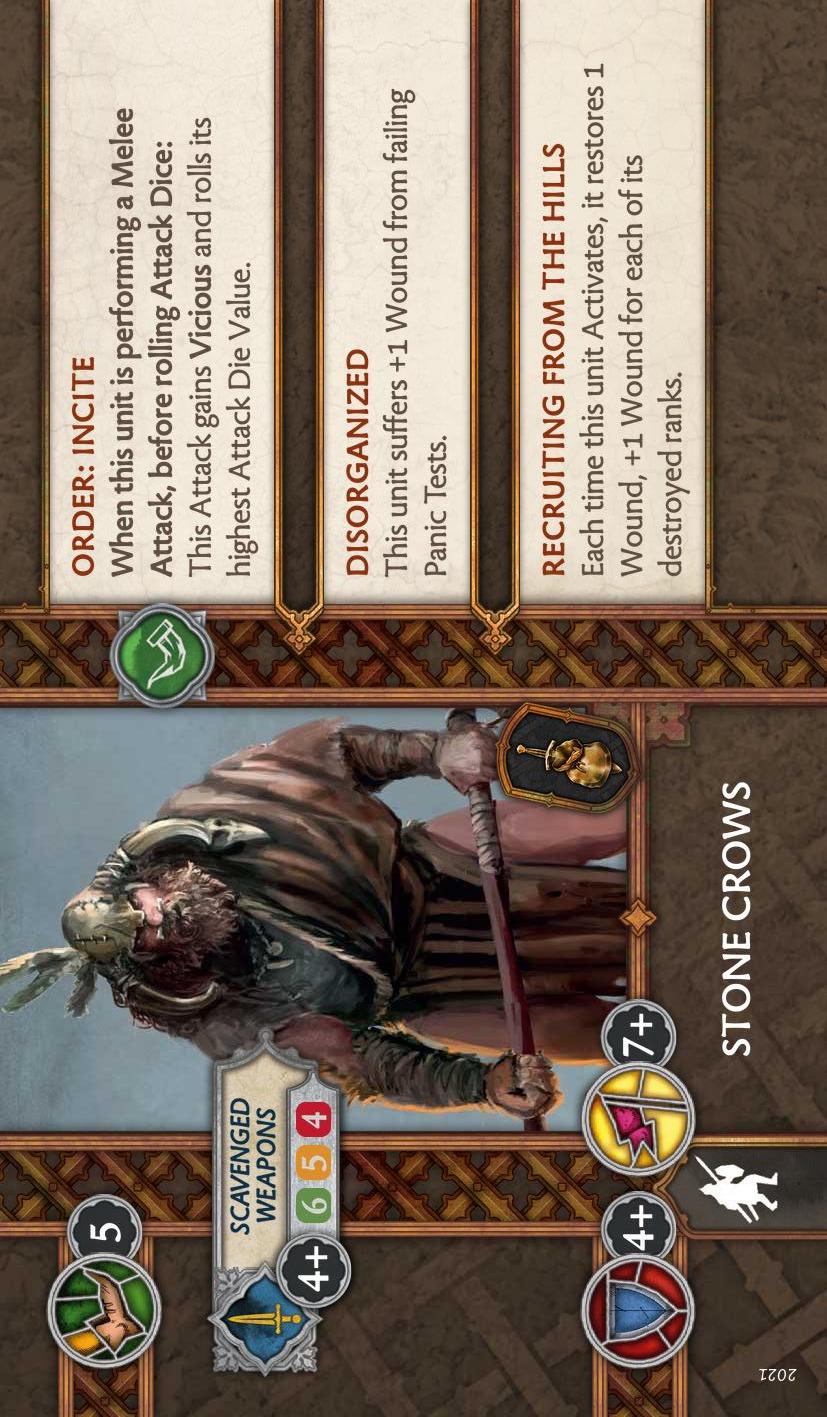 5
SCAVENGED
WEAPONS
4+
6 5 4
4+
7+
STONE CROWS
2021
ORDER: INCITE
When this unit is performing a Melee
Attack, before rolling Attack Dice:
This Attack gains Vicious and rolls its
highest Attack Die Value.
DISORGANIZED
This unit suffers +1 Wound from failing
Panic Tests.
RECRUITING FROM THE HILLS
Each time this unit Activates, it restores 1
Wound, +1 Wound for each of its
destroyed ranks.